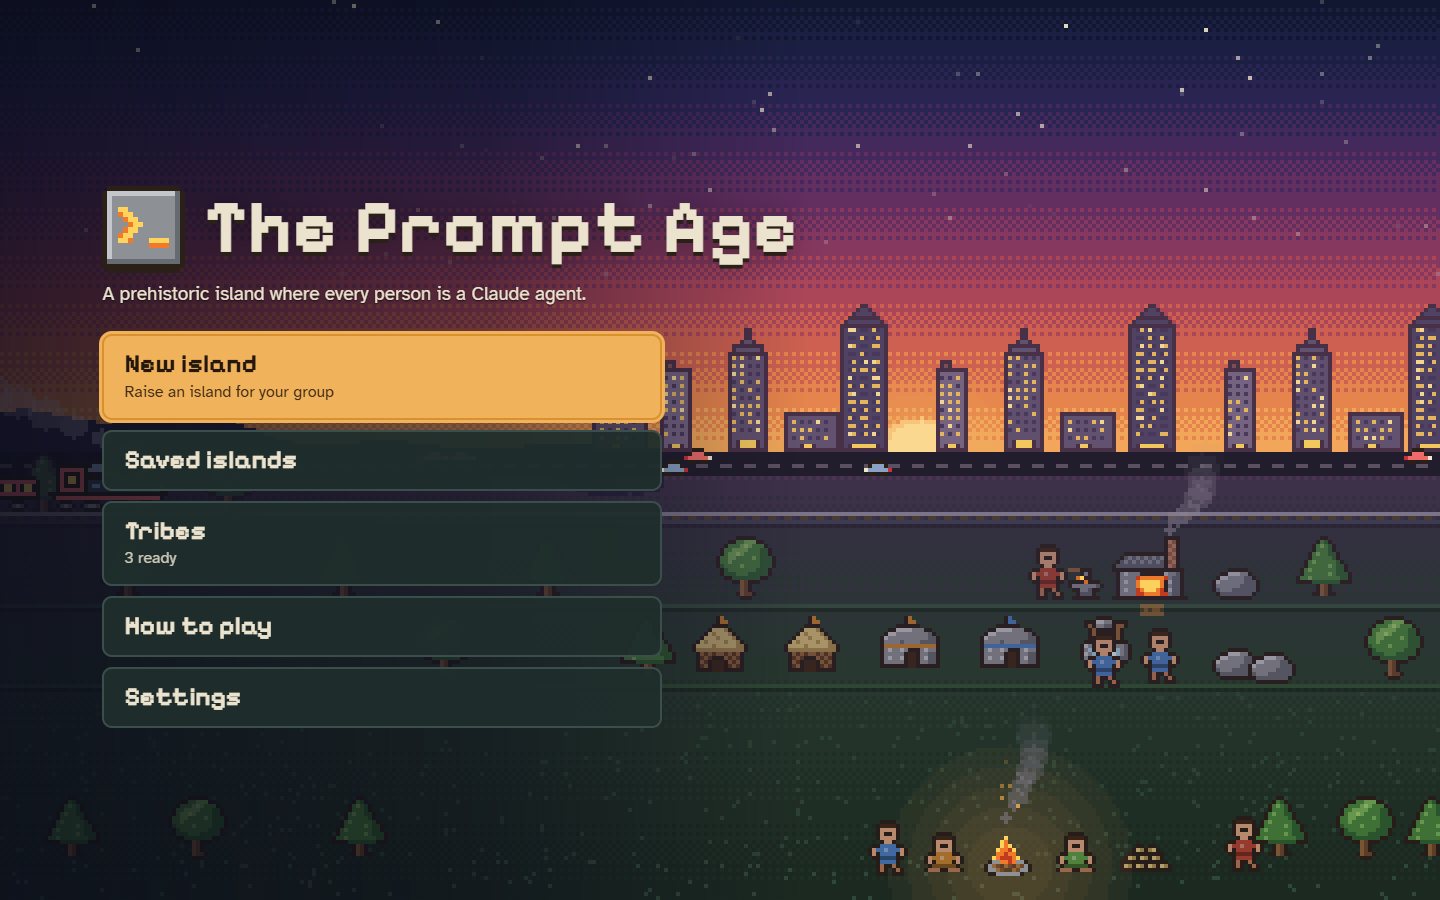 >_
The Prompt Age
A prehistoric island where every person is a Claude agent.
New island
Raise an island for your group
Saved islands
Tribes
3 ready
How to play
Settings